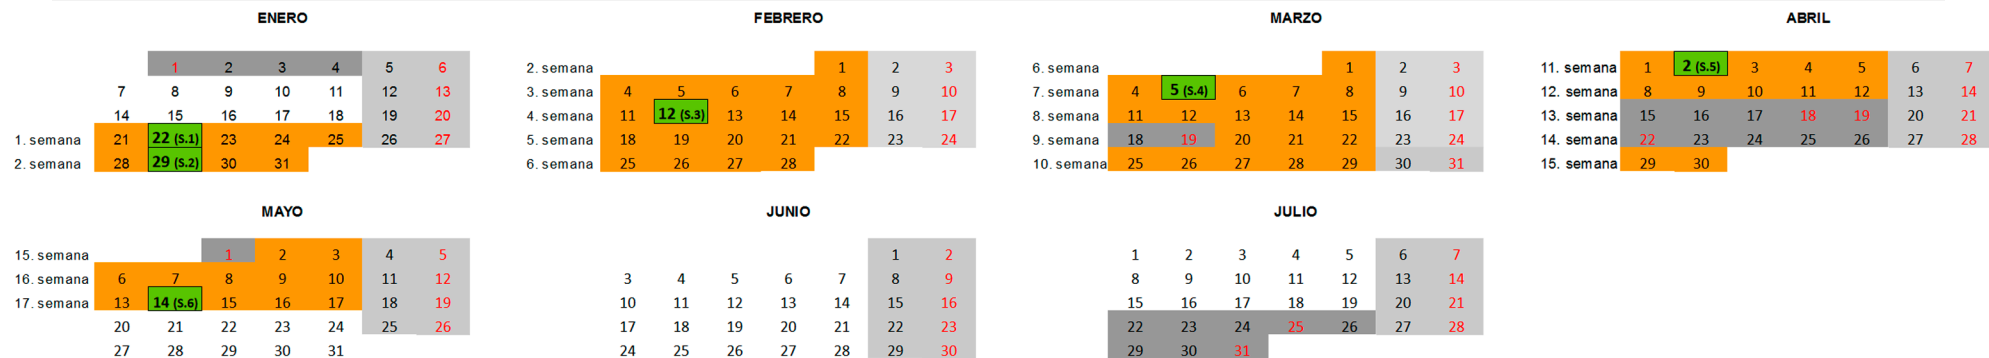 ENERO FEBRERO MARZO ABRIL
1 2 3 4 5 6 2. semana 1 2 3 6. semana 1 2 3 11. semana 1 2 (S.5) 3 4 5 6 7
7 8 9 10 11 12 13 3. semana 4 5 6 7 8 9 10 7. semana 4 5 (S.4) 6 7 8 9 10 12. semana 8 9 10 11 12 13 14
14 15 16 17 18 19 20 4. semana 11 12 (S.3) 13 14 15 16 17 8. semana 11 12 13 14 15 16 17 13. semana 15 16 17 18 19 20 21
1. semana 21 22 (S.1) 23 24 25 26 27 5. semana 18 19 20 21 22 23 24 9. semana 18 19 20 21 22 23 24 14. semana 22 23 24 25 26 27 28
2. semana 28 29 (S.2) 30 31 6. semana 25 26 27 28 10. semana 25 26 27 28 29 30 31 15. semana 29 30
MAYO JUNIO JULIO
15. semana 1 2 3 4 5 1 2 1 2 3 4 5 6 7
16. semana 6 7 8 9 10 11 12 3 4 5 6 7 8 9 8 9 10 11 12 13 14
17. semana 13 14 (S.6) 15 16 17 18 19 10 11 12 13 14 15 16 15 16 17 18 19 20 21
20 21 22 23 24 25 26 17 18 19 20 21 22 23 22 23 24 25 26 27 28
27 28 29 30 31 24 25 26 27 28 29 30 29 30 31